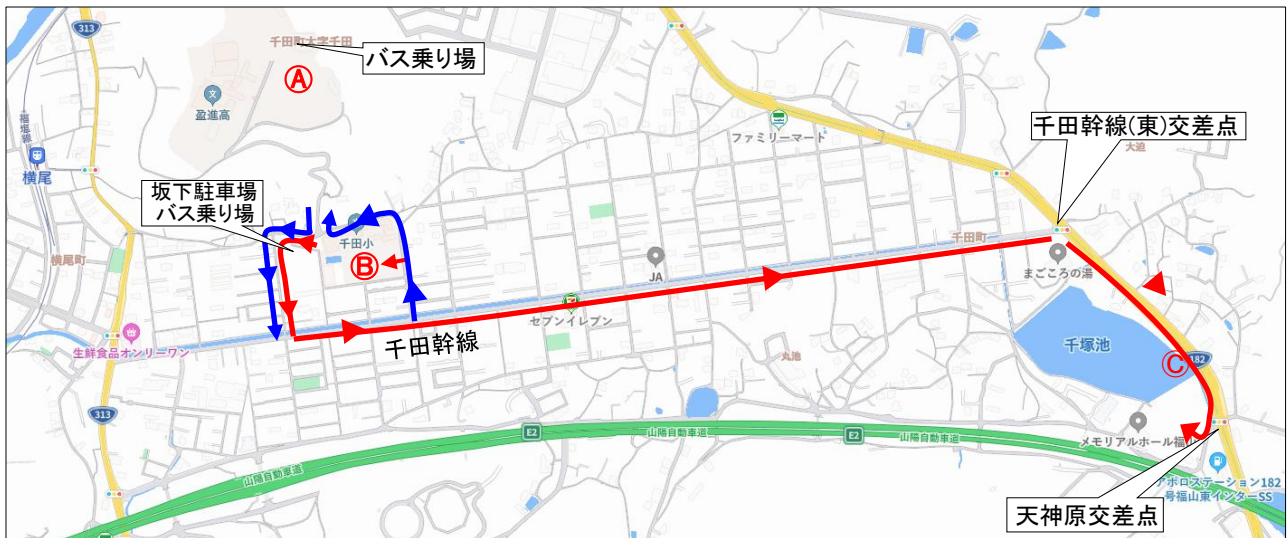 313
千田町大字千田
バス乗り場
Ⓐ
盈進高
福塩線
横尾
ファミリーマート
千田幹線(東)交差点
大迫
坂下駐車場
バス乗り場
千田小
Ⓑ
横尾町
千田町
JA
まごころの湯
セブンイレブン
千田幹線
生鮮食品オンリーワン
丸池
千塚池
Ⓒ
182
313
E2
山陽自動車道
E2
山陽自動車道
山陽自動車道
メモリアルホール福山
アポロステーション182
号福山東インターSS
天神原交差点